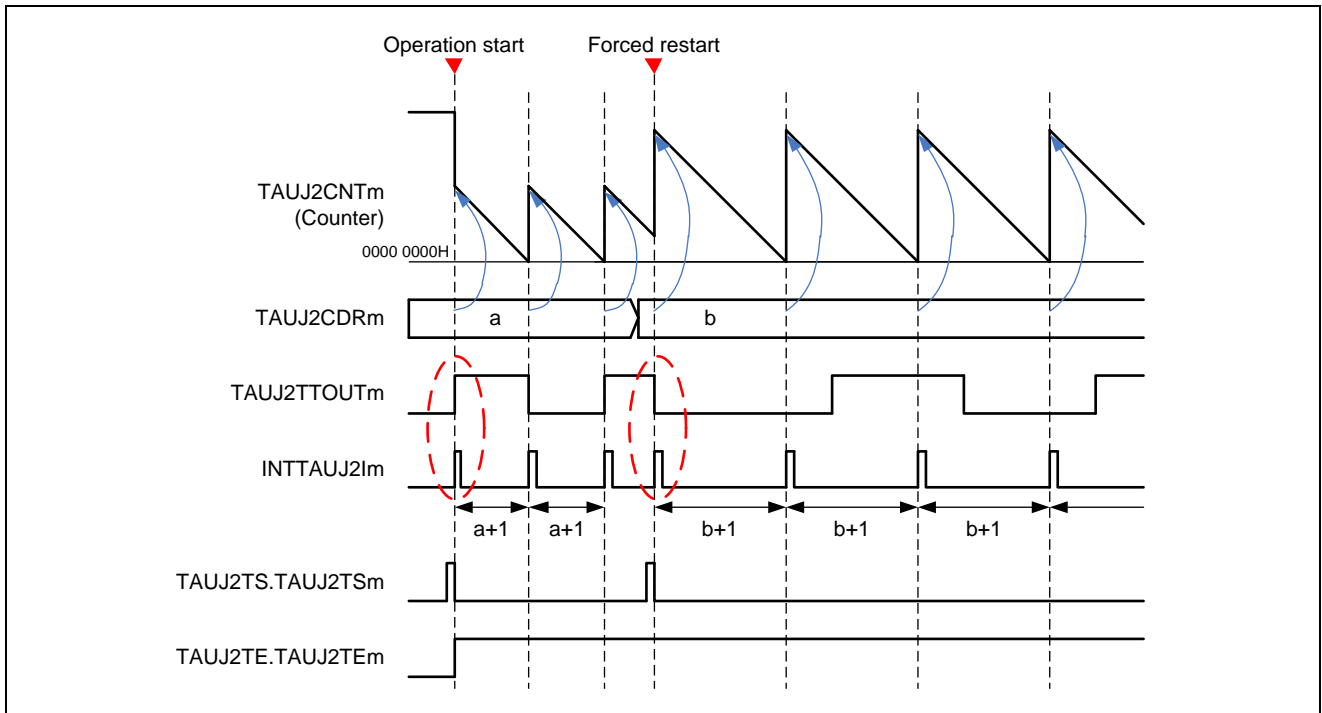 Operation start Forced restart
TAUJ2CNTm
(Counter)
0000 0000H
TAUJ2CDRm a b
TAUJ2TTOUTm
INTTAUJ2Im
a+1 a+1 b+1 b+1 b+1
TAUJ2TS.TAUJ2TSm
TAUJ2TE.TAUJ2TEm